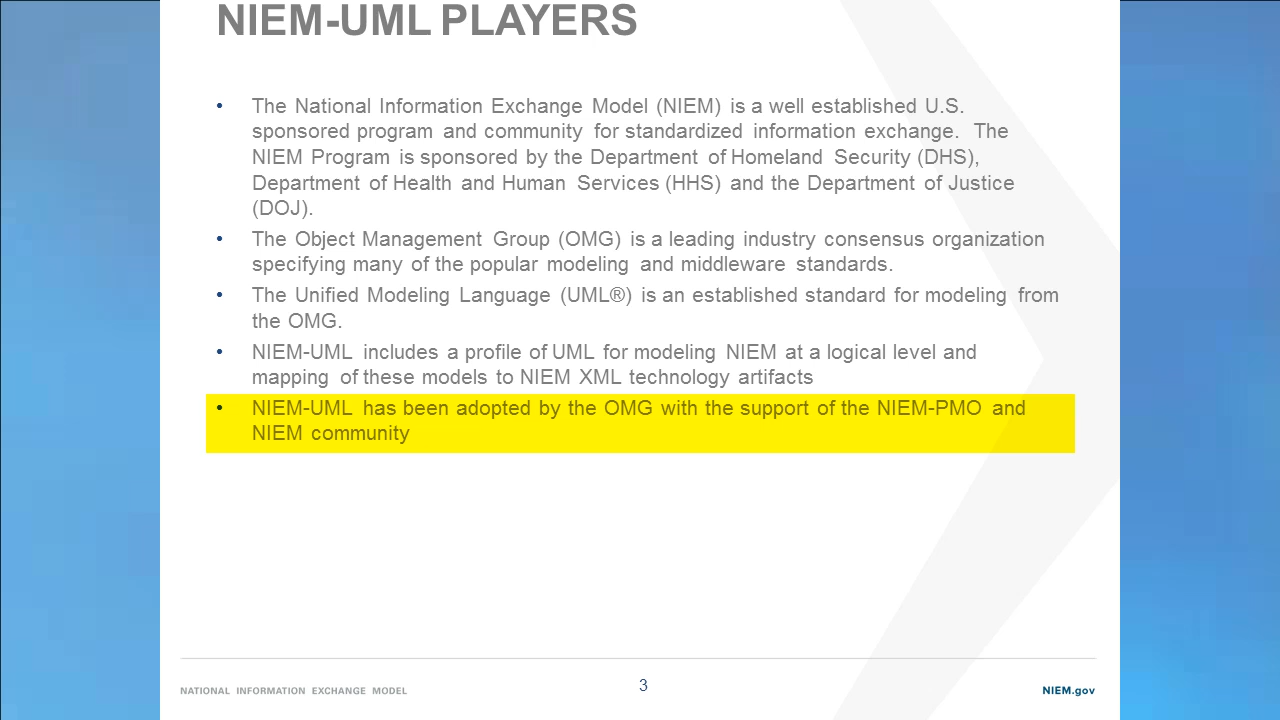 NIEM-UML PLAYERS
• The National Information Exchange Model (NIEM) is a well established U.S.
sponsored program and community for standardized information exchange. The
NIEM Program is sponsored by the Department of Homeland Security (DHS),
Department of Health and Human Services (HHS) and the Department of Justice
(DOJ).
• The Object Management Group (OMG) is a leading industry consensus organization
specifying many of the popular modeling and middleware standards.
• The Unified Modeling Language (UML®) is an established standard for modeling from
the OMG.
• NIEM-UML includes a profile of UML for modeling NIEM at a logical level and
mapping of these models to NIEM XML technology artifacts
• NIEM-UML has been adopted by the OMG with the support of the NIEM-PMO and
NIEM community
NATIONAL INFORMATION EXCHANGE MODEL
3
NIEM.gov